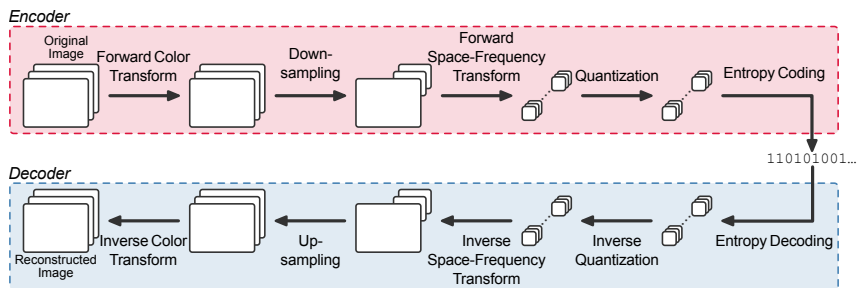 Encoder
Original
Image
Forward Color
Transform
Down-
sampling
Forward
Space-Frequency
Transform
Quantization
Entropy Coding
110101001…
Decoder
Reconstructed
Image
Inverse Color
Transform
Up-
sampling
Inverse
Space-Frequency
Transform
Inverse
Quantization
Entropy Decoding